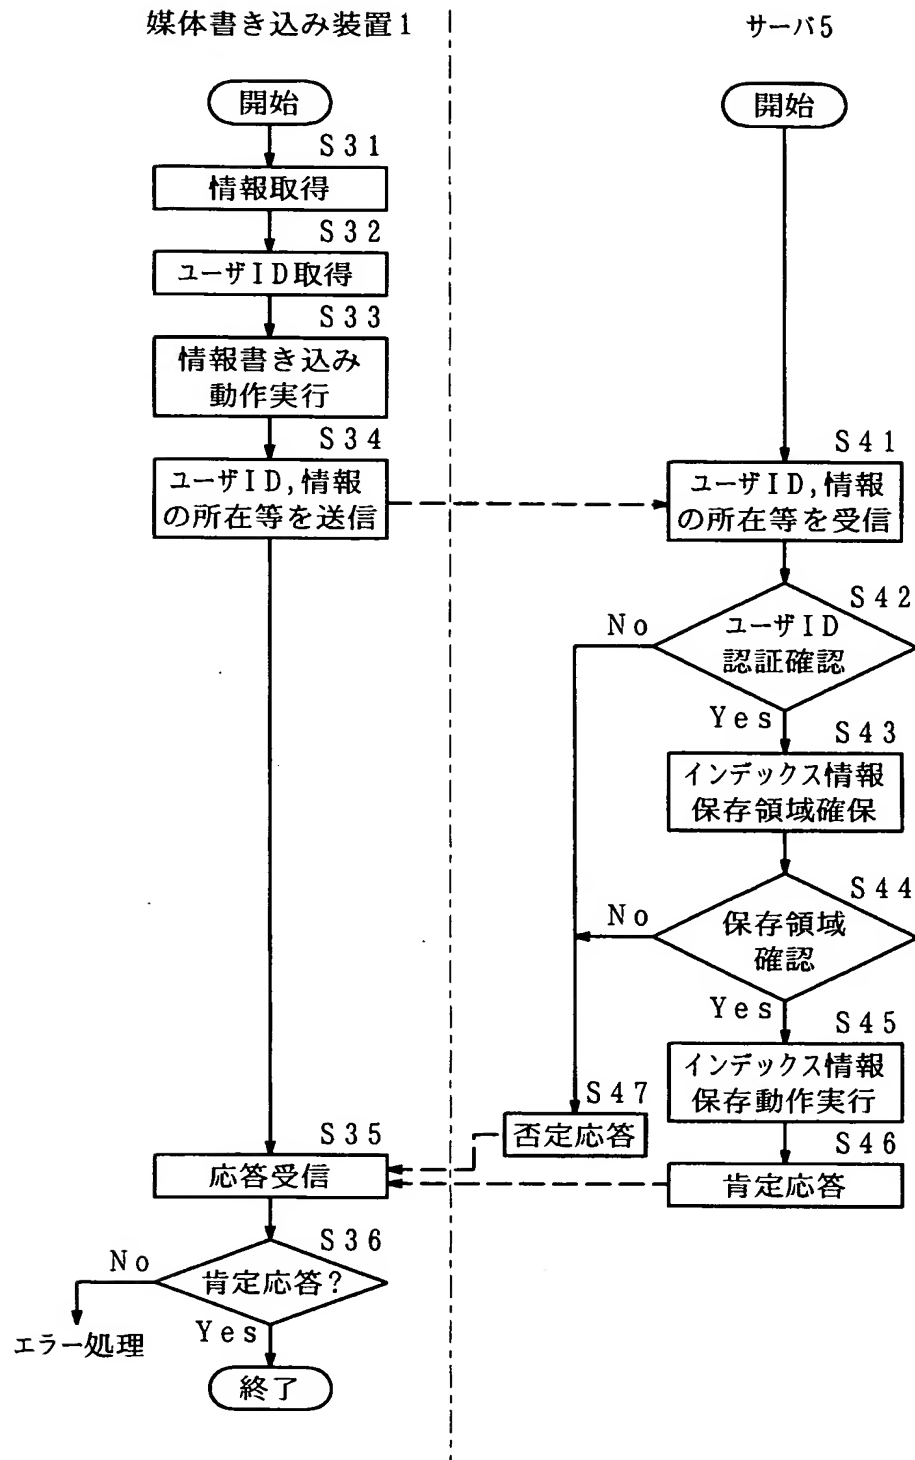 媒体書き込み装置1
開始
S31
情報取得
S32
ユーザID取得
S33
情報書き込み
動作実行
S34
ユーザID,情報
の所在等を送信
S35
応答受信
S36
肯定応答?
No
エラー処理
Yes
終了
サーバ5
開始
S41
ユーザID,情報
の所在等を受信
S42
ユーザID
認証確認
No
Yes
S43
インデックス情報
保存領域確保
S44
保存領域
確認
No
Yes
S45
インデックス情報
保存動作実行
S47
否定応答
S46
肯定応答